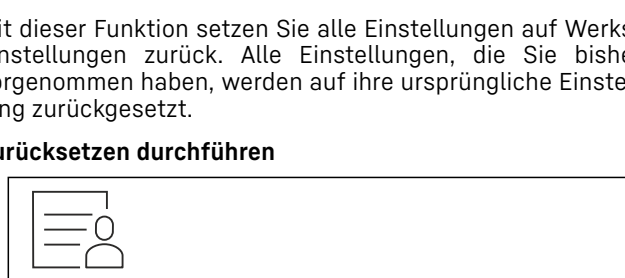 it dieser Funktion setzen Sie alle Einstellungen auf Werks
nstellungen zurück. Alle Einstellungen, die Sie bishe
orgenommen haben, werden auf ihre ursprüngliche Einste
ng zurückgesetzt.
urücksetzen durchführen